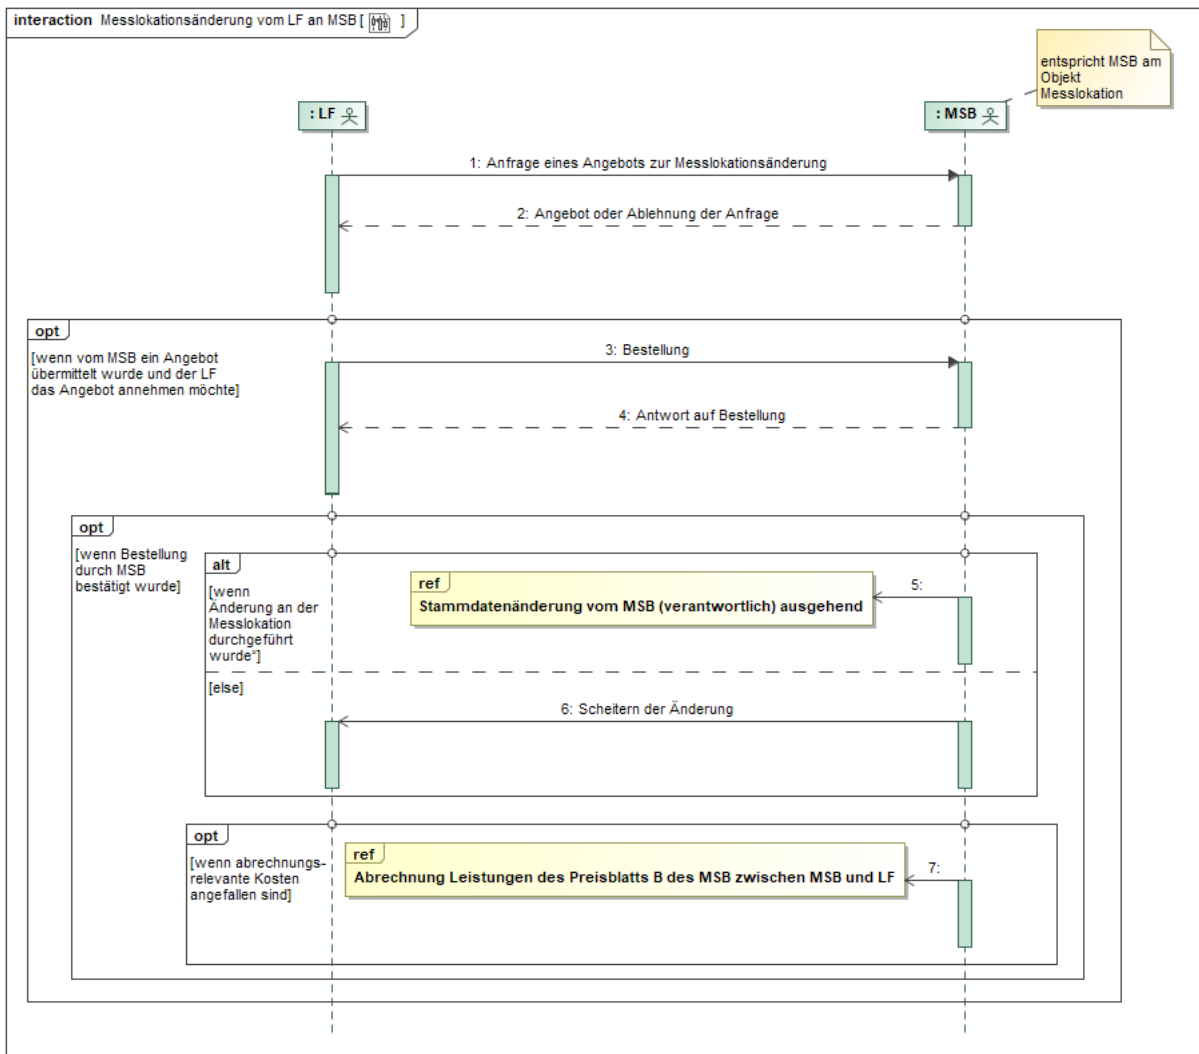 interaction Messlokationsänderung vom LF an MSB [ ]
entspricht MSB am
Objekt
Messlokation
: LF
: MSB
1: Anfrage eines Angebots zur Messlokationsänderung
2: Angebot oder Ablehnung der Anfrage
opt
[wenn vom MSB ein Angebot
übermittelt wurde und der LF
das Angebot annehmen möchte]
3: Bestellung
4: Antwort auf Bestellung
opt
[wenn Bestellung
durch MSB
bestätigt wurde]
alt
[wenn
Änderung an der
Messlokation
durchgeführt
wurde“]
ref
Stammdatenänderung vom MSB (verantwortlich) ausgehend
5:
[else]
6: Scheitern der Änderung
opt
[wenn abrechnungs-
relevante Kosten
angefallen sind]
ref
Abrechnung Leistungen des Preisblatts B des MSB zwischen MSB und LF
7: